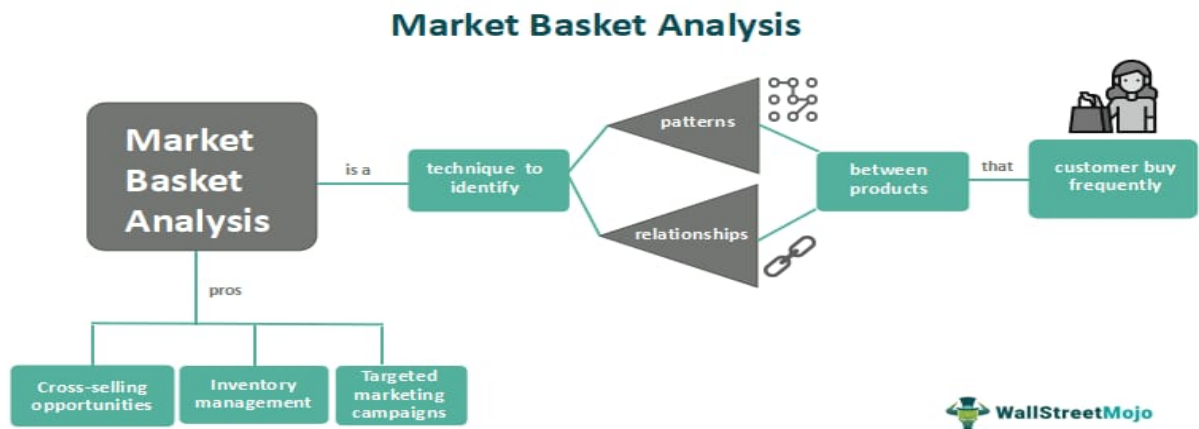 Market Basket Analysis
Market
Basket
Analysis
is a
technique to
identify
patterns
relationships
between
products
that
customer buy
frequently
pros
Cross-selling
opportunities
Inventory
management
Targeted
marketing
campaigns
WallStreetMojo